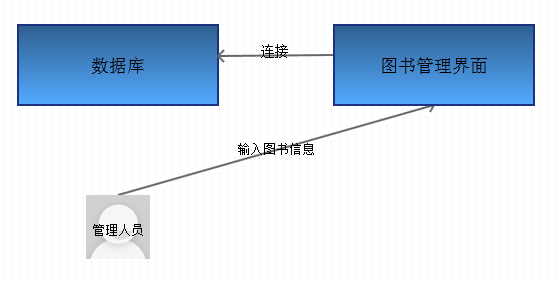 数据库
连接
图书管理界面
输入图书信息
管理人员